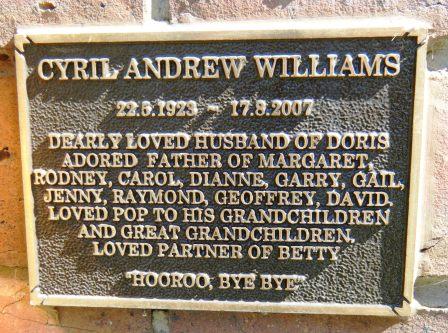 CYRIL ANDREW WILLIAMS
22.5.1923 - 17.9.2007
DEARLY LOVED HUSBAND OF DORIS
ADORED FATHER OF MARGARET,
RODNEY, CAROL, DIANNE, GARRY, GAIL,
JENNY, RAYMOND, GEOFFREY, DAVID.
LOVED POP TO HIS GRANDCHILDREN
AND GREAT GRANDCHILDREN,
LOVED PARTNER OF BETTY
"HOOROO, BYE BYE"